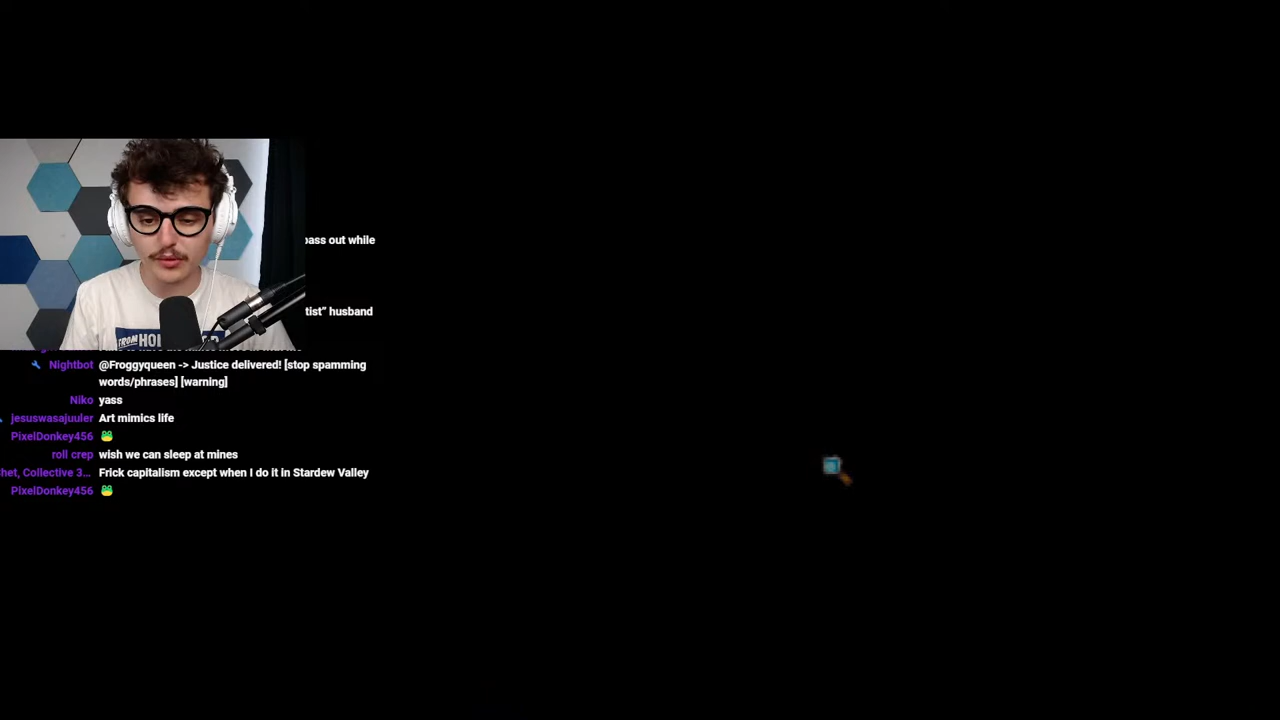 pass out while
tist" husband
Nightbot @Froggyqueen -> Justice delivered! [stop spamming
words/phrases] [warning]
Niko yass
jesuswasajuuler Art mimics life
PixelDonkey456 🐸
roll crep wish we can sleep at mines
het, Collective 3... Frick capitalism except when I do it in Stardew Valley
PixelDonkey456 🐸
FROM